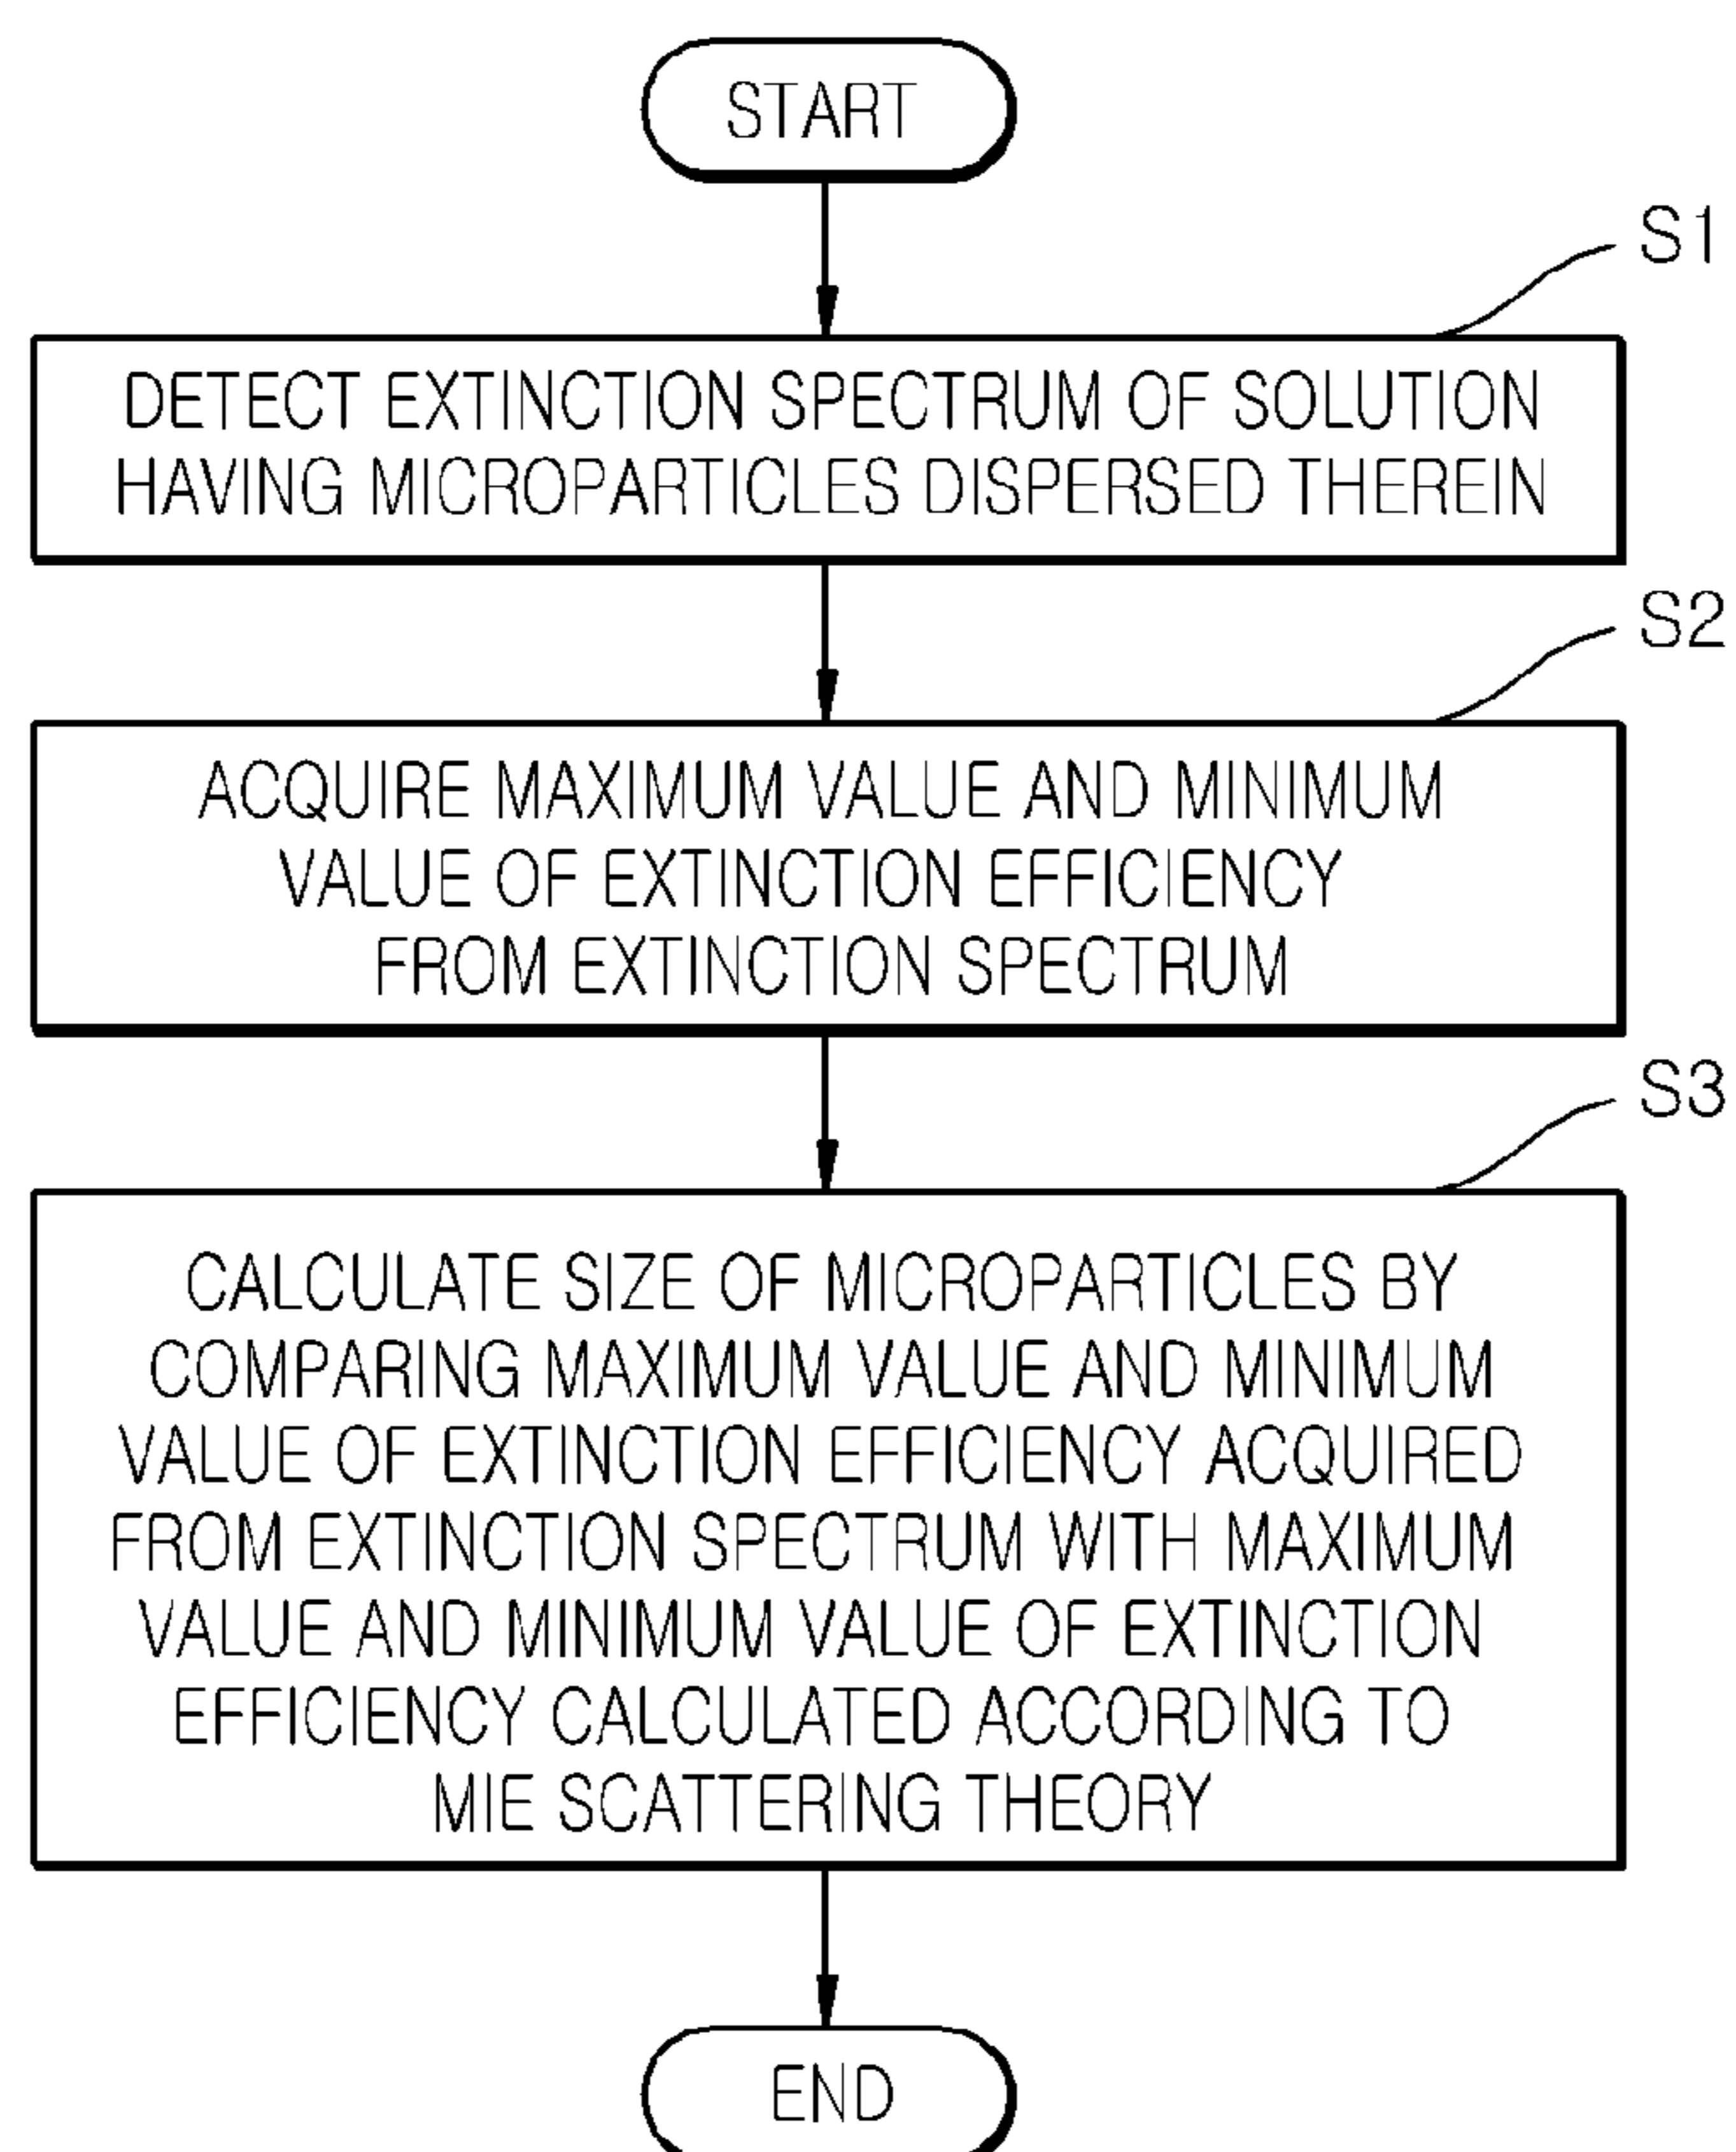 START
S1
DETECT EXTINCTION SPECTRUM OF SOLUTION
HAVING MICROPARTICLES DISPERSED THEREIN
S2
ACQUIRE MAXIMUM VALUE AND MINIMUM
VALUE OF EXTINCTION EFFICIENCY
FROM EXTINCTION SPECTRUM
S3
CALCULATE SIZE OF MICROPARTICLES BY
COMPARING MAXIMUM VALUE AND MINIMUM
VALUE OF EXTINCTION EFFICIENCY ACQUIRED
FROM EXTINCTION SPECTRUM WITH MAXIMUM
VALUE AND MINIMUM VALUE OF EXTINCTION
EFFICIENCY CALCULATED ACCORDING TO
MIE SCATTERING THEORY
END